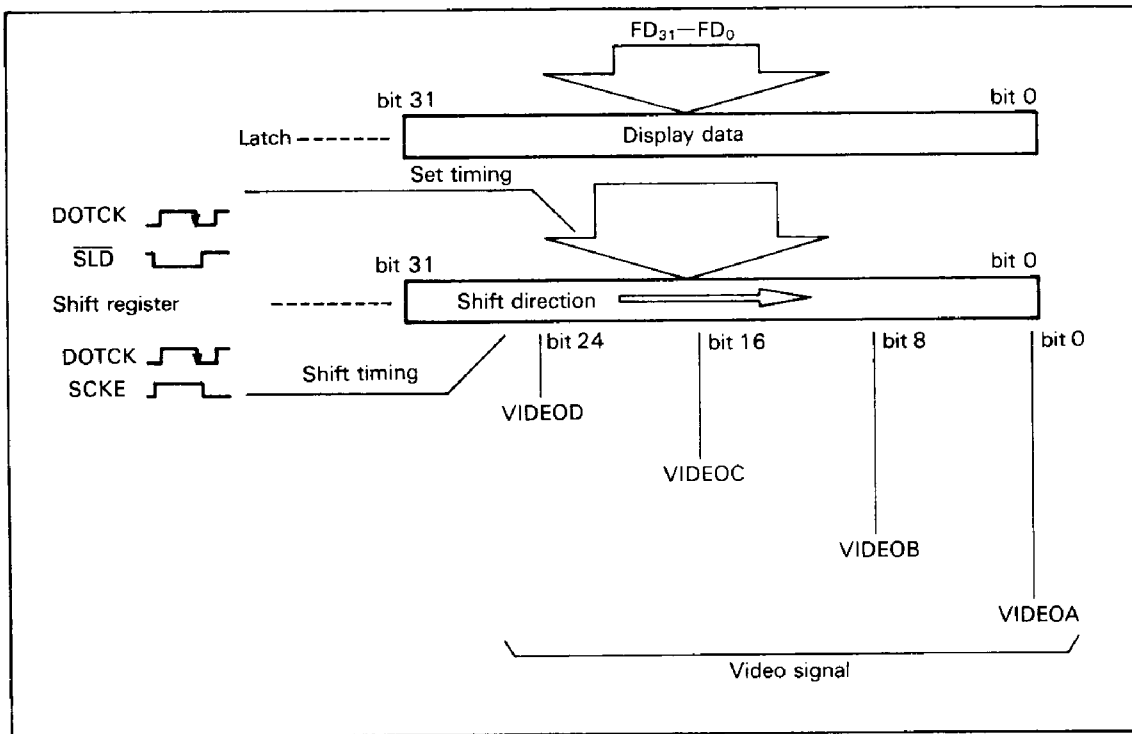 FD31—FD0
bit 31 bit 0
Latch Display data
Set timing
DOTCK
SLD
bit 31 bit 0
Shift register Shift direction
bit 24 bit 16 bit 8 bit 0
DOTCK
SCKE Shift timing
VIDEOD
VIDEOC
VIDEOB
VIDEOA
Video signal